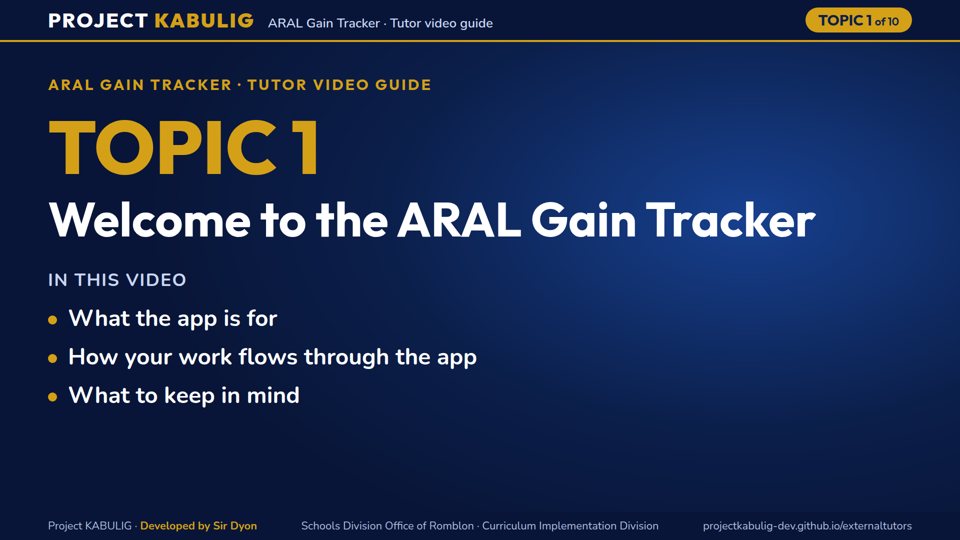 PROJECT KABULIG ARAL Gain Tracker · Tutor video guide TOPIC 1 of 10
ARAL GAIN TRACKER · TUTOR VIDEO GUIDE
TOPIC 1
Welcome to the ARAL Gain Tracker
IN THIS VIDEO
• What the app is for
• How your work flows through the app
• What to keep in mind
Project KABULIG · Developed by Sir Dyon Schools Division Office of Romblon · Curriculum Implementation Division projectkabulig-dev.github.io/externaltutors